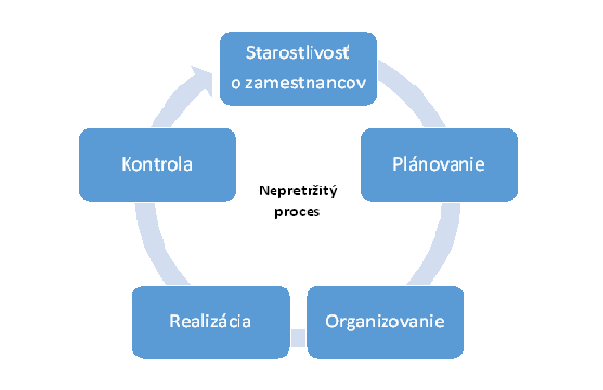 Starostlivosť
o zamestnancov
Plánovanie
Organizovanie
Realizácia
Kontrola
Nepretržitý
proces